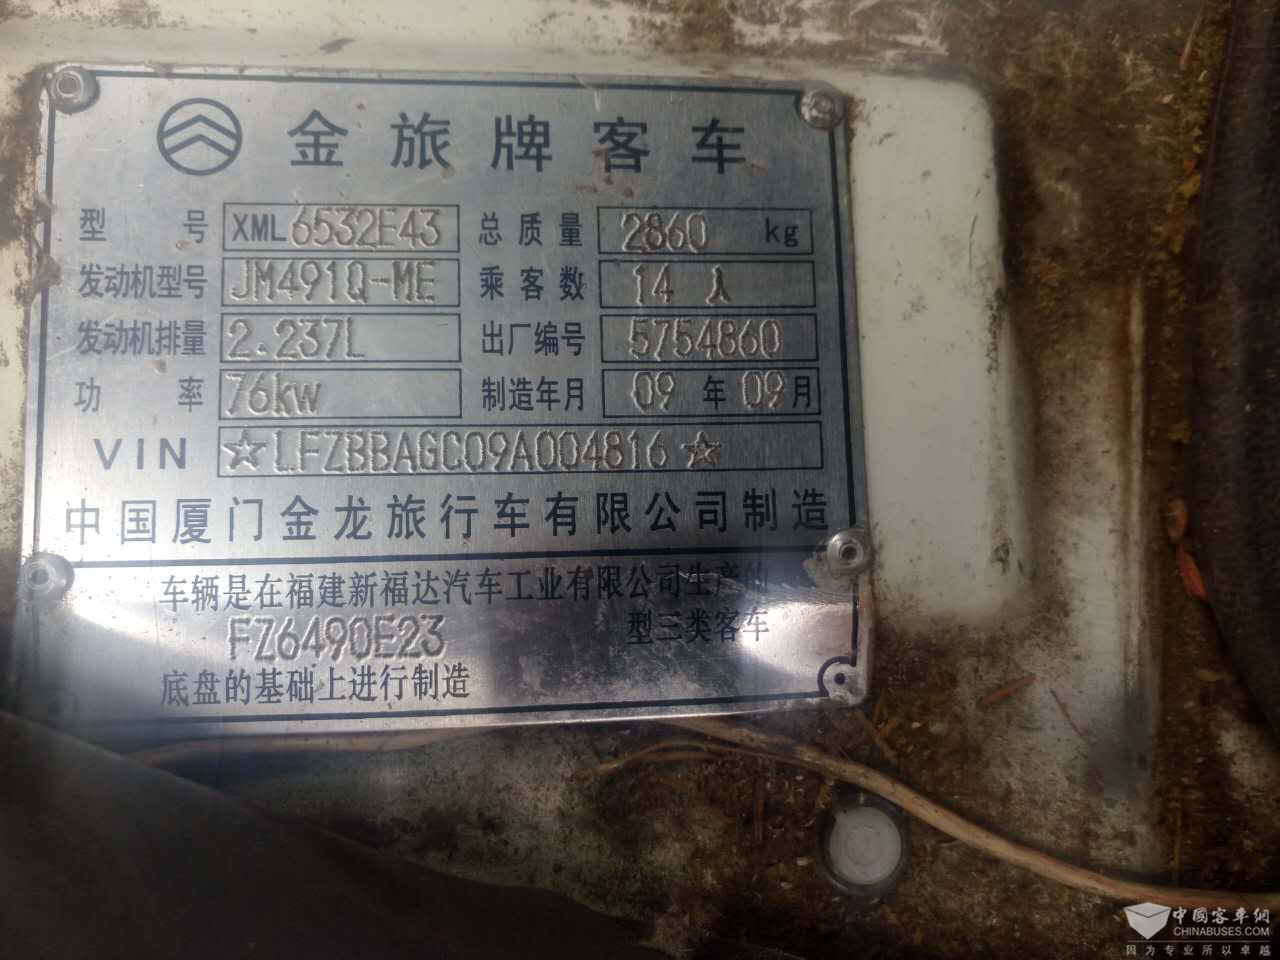 金旅牌客车
型号 XML6532E43 总质量 2860 kg
发动机型号 JM491Q-ME 乘客数 14 人
发动机排量 2.237L 出厂编号 5754860
功率 76kw 制造年月 09 年 09 月
VIN ☆LFZBBAGC09A004816☆
中国厦门金龙旅行车有限公司制造
车辆是在福建新福达汽车工业有限公司生产的
FZ6490E23 型三类客车
底盘的基础上进行制造
中国客车网
CHINABUSES.COM
因为专业所以卓越